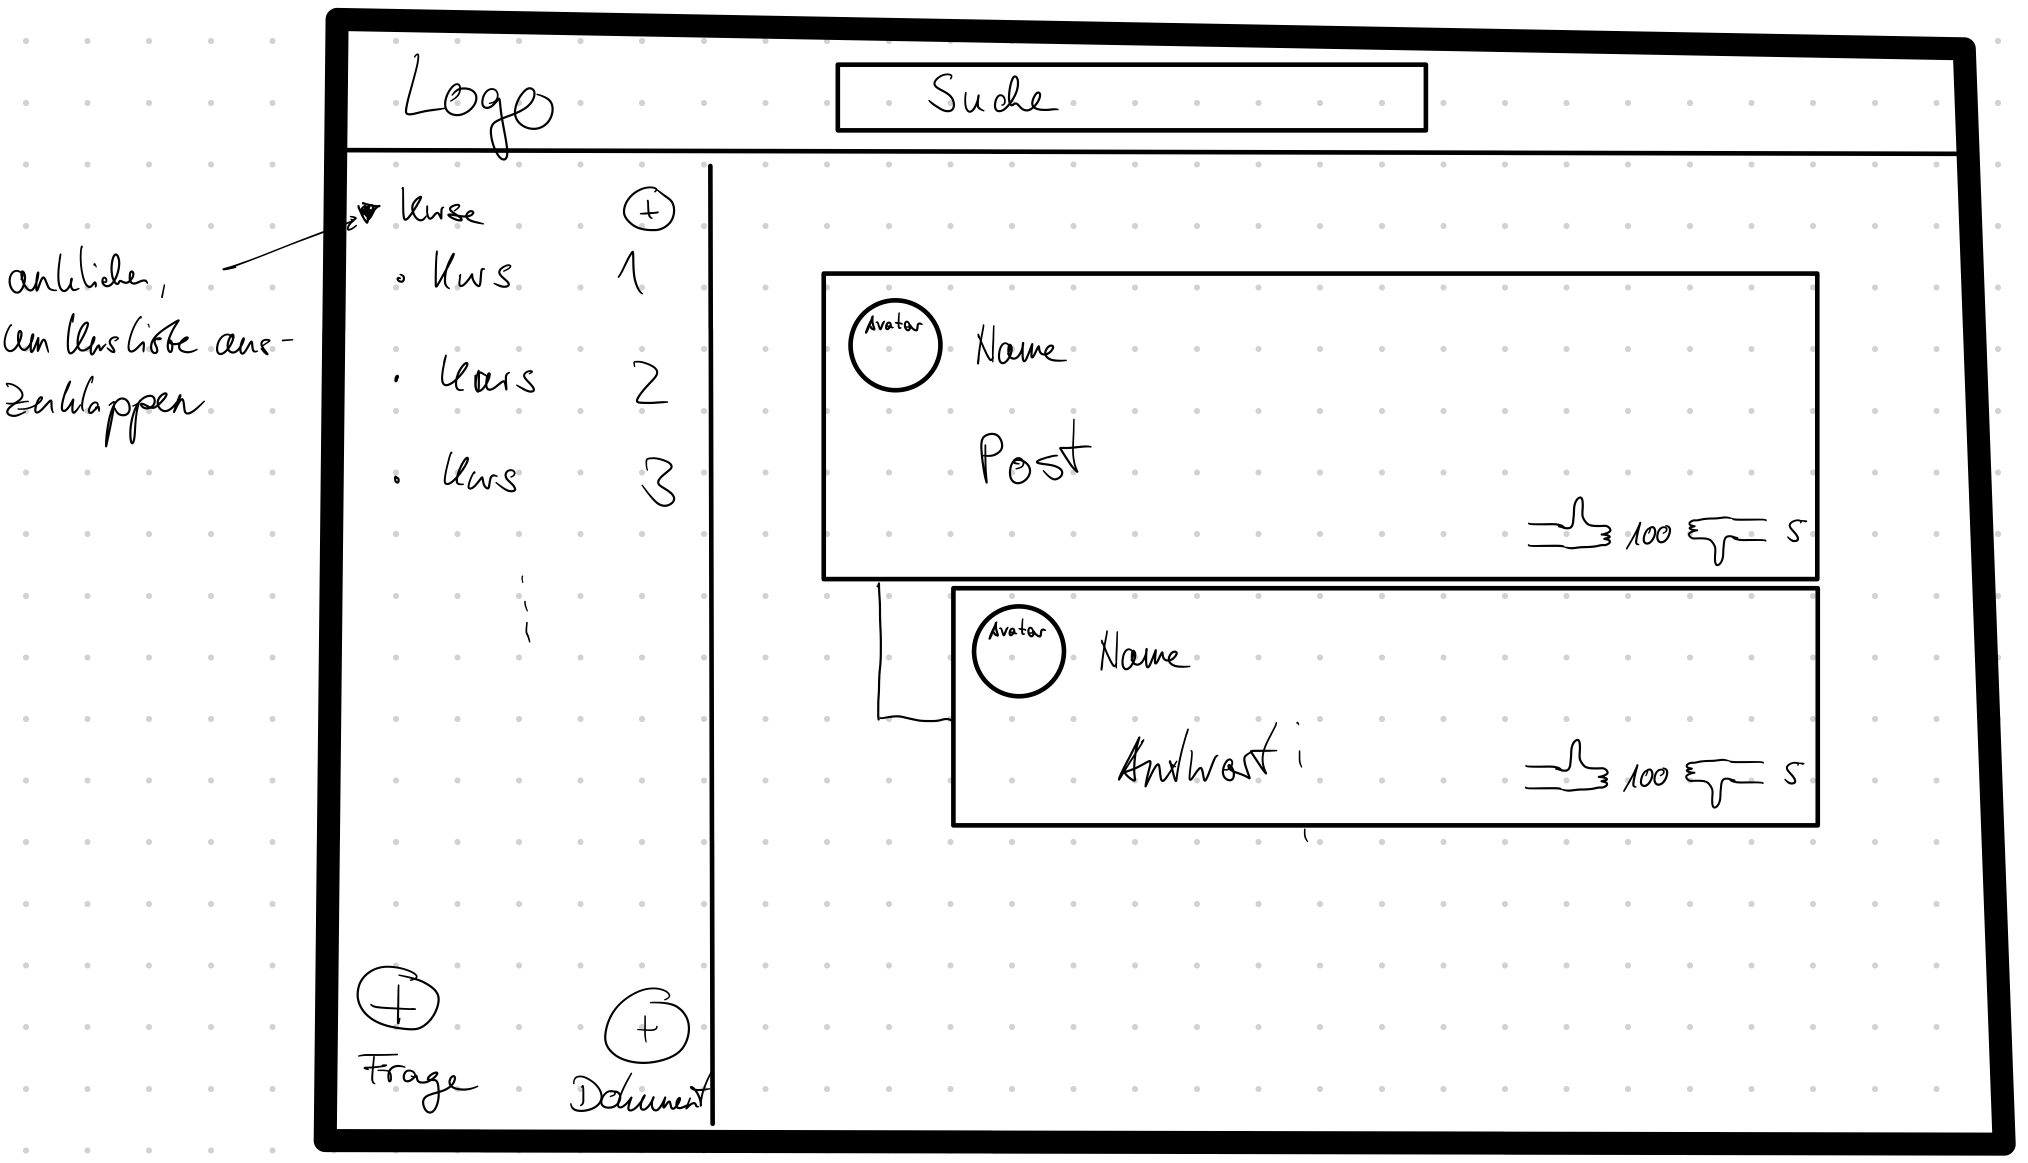 Logo
Suche
Kurse +
anklicken,
um Kursliste aus-
zuklappen
• Kurs 1
• Kurs 2
• Kurs 3
Avatar
Name
Post
100 5
Avatar
Name
Antwort
100 5
+
Frage
+
Dokument